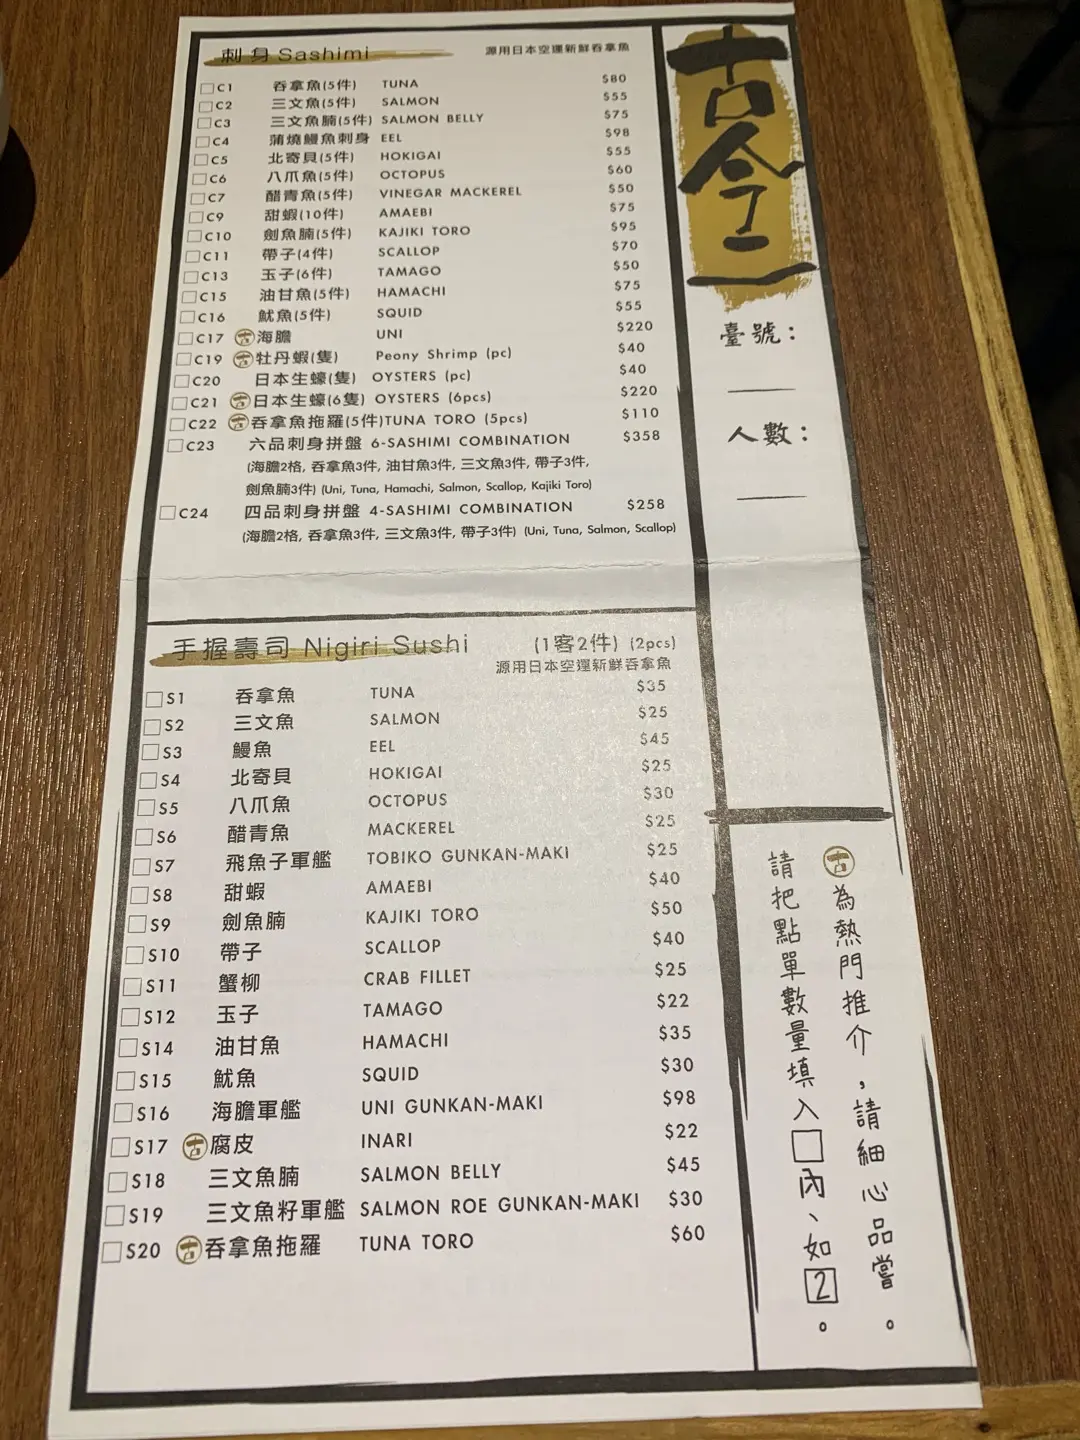 刺身 Sashimi 源用日本空運新鮮吞拿魚
C1 吞拿魚(5件) TUNA $80
C2 三文魚(5件) SALMON $55
C3 三文魚腩(5件) SALMON BELLY $75
C4 蒲燒鰻魚刺身 EEL $98
C5 北寄貝(5件) HOKIGAI $55
C6 八爪魚(5件) OCTOPUS $60
C7 醋青魚(5件) VINEGAR MACKEREL $50
C9 甜蝦(10件) AMAEBI $75
C10 劍魚腩(5件) KAJIKI TORO $95
C11 帶子(4件) SCALLOP $70
C13 玉子(6件) TAMAGO $50
C15 油甘魚(5件) HAMACHI $75
C16 魷魚(5件) SQUID $55
C17 古 海膽 UNI $220
C19 古 牡丹蝦(隻) Peony Shrimp (pc) $40
C20 日本生蠔(隻) OYSTERS (pc) $40
C21 古 日本生蠔(6隻) OYSTERS (6pcs) $220
C22 古 吞拿魚拖羅(5件)TUNA TORO (5pcs) $110
C23 六品刺身拼盤 6-SASHIMI COMBINATION $358
(海膽2格, 吞拿魚3件, 油甘魚3件, 三文魚3件, 帶子3件,
劍魚腩3件) (Uni, Tuna, Hamachi, Salmon, Scallop, Kajiki Toro)
C24 四品刺身拼盤 4-SASHIMI COMBINATION $258
(海膽2格, 吞拿魚3件, 三文魚3件, 帶子3件) (Uni, Tuna, Salmon, Scallop)
手握壽司 Nigiri Sushi (1客2件) (2pcs)
源用日本空運新鮮吞拿魚
S1 吞拿魚 TUNA $35
S2 三文魚 SALMON $25
S3 鰻魚 EEL $45
S4 北寄貝 HOKIGAI $25
S5 八爪魚 OCTOPUS $30
S6 醋青魚 MACKEREL $25
S7 飛魚子軍艦 TOBIKO GUNKAN-MAKI $25
S8 甜蝦 AMAEBI $40
S9 劍魚腩 KAJIKI TORO $50
S10 帶子 SCALLOP $40
S11 蟹柳 CRAB FILLET $25
S12 玉子 TAMAGO $22
S14 油甘魚 HAMACHI $35
S15 魷魚 SQUID $30
S16 海膽軍艦 UNI GUNKAN-MAKI $98
S17 古 腐皮 INARI $22
S18 三文魚腩 SALMON BELLY $45
S19 三文魚籽軍艦 SALMON ROE GUNKAN-MAKI $30
S20 古 吞拿魚拖羅 TUNA TORO $60
古今二
臺號：
人數：
古 為熱門推介，請細心品嘗。
請把點單數量填入□內、如2。